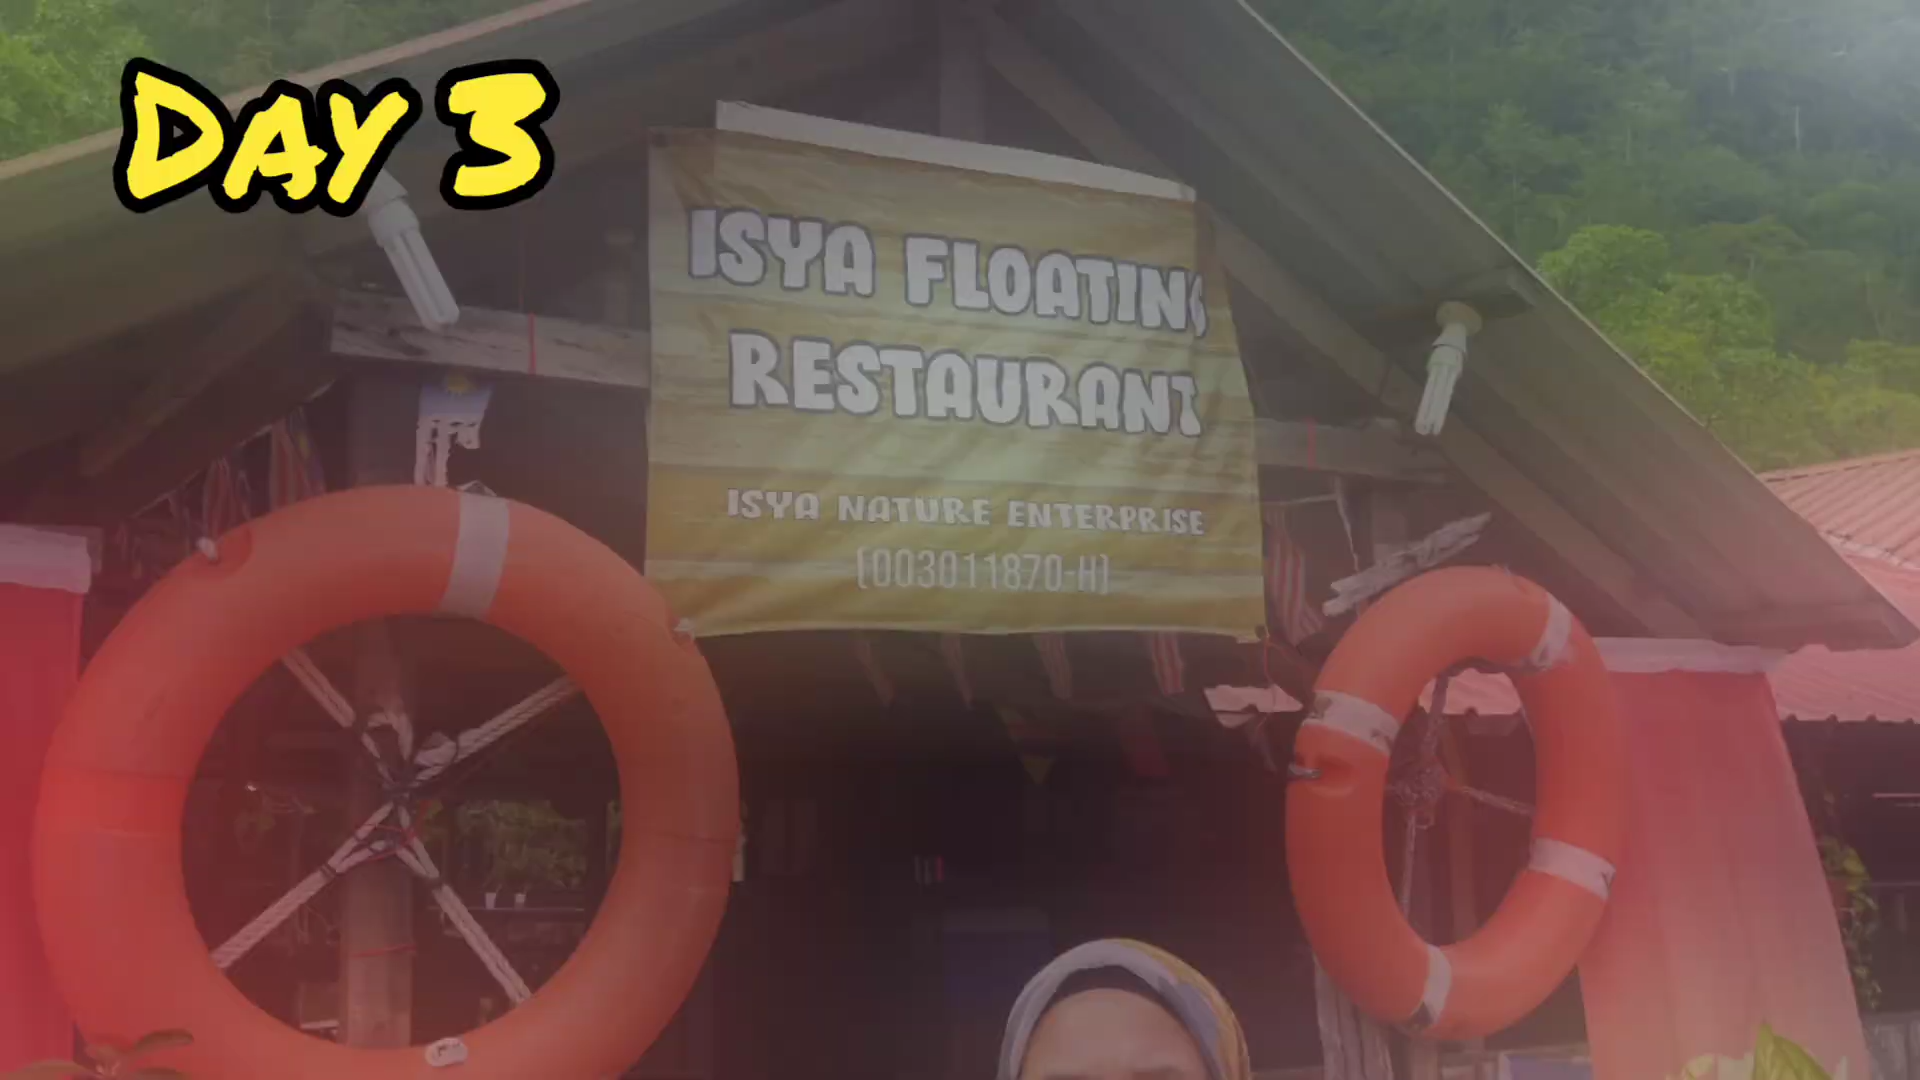 DAY 3
ISYA FLOATING
RESTAURANT
ISYA NATURE ENTERPRISE
(003011870-H)